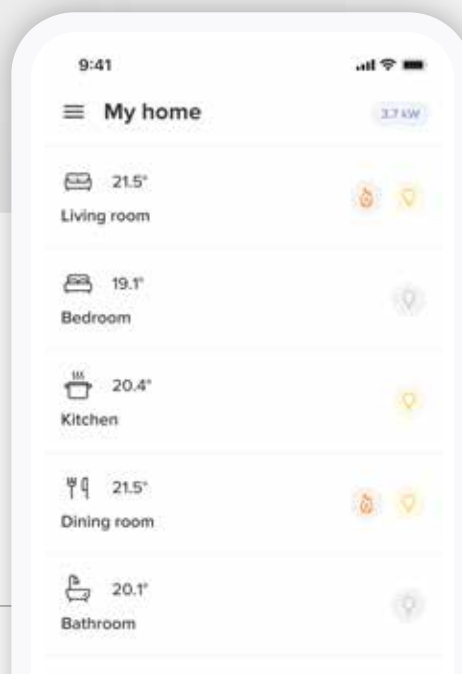 9:41
My home
3.7 kW
21.5°
Living room
19.1°
Bedroom
20.4°
Kitchen
21.5°
Dining room
20.1°
Bathroom